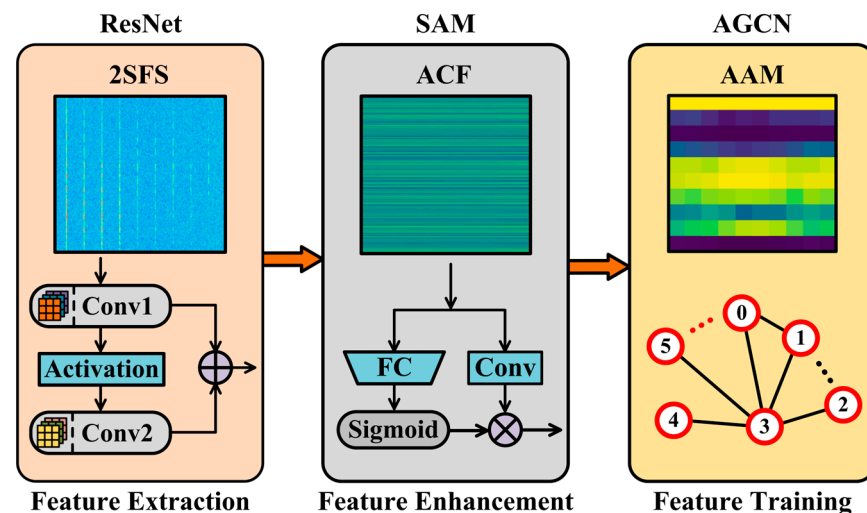 ResNet
2SFS
Conv1
Activation
Conv2
Feature Extraction
SAM
ACF
FC
Conv
Sigmoid
Feature Enhancement
AGCN
AAM
0
1
5
2
4
3
Feature Training